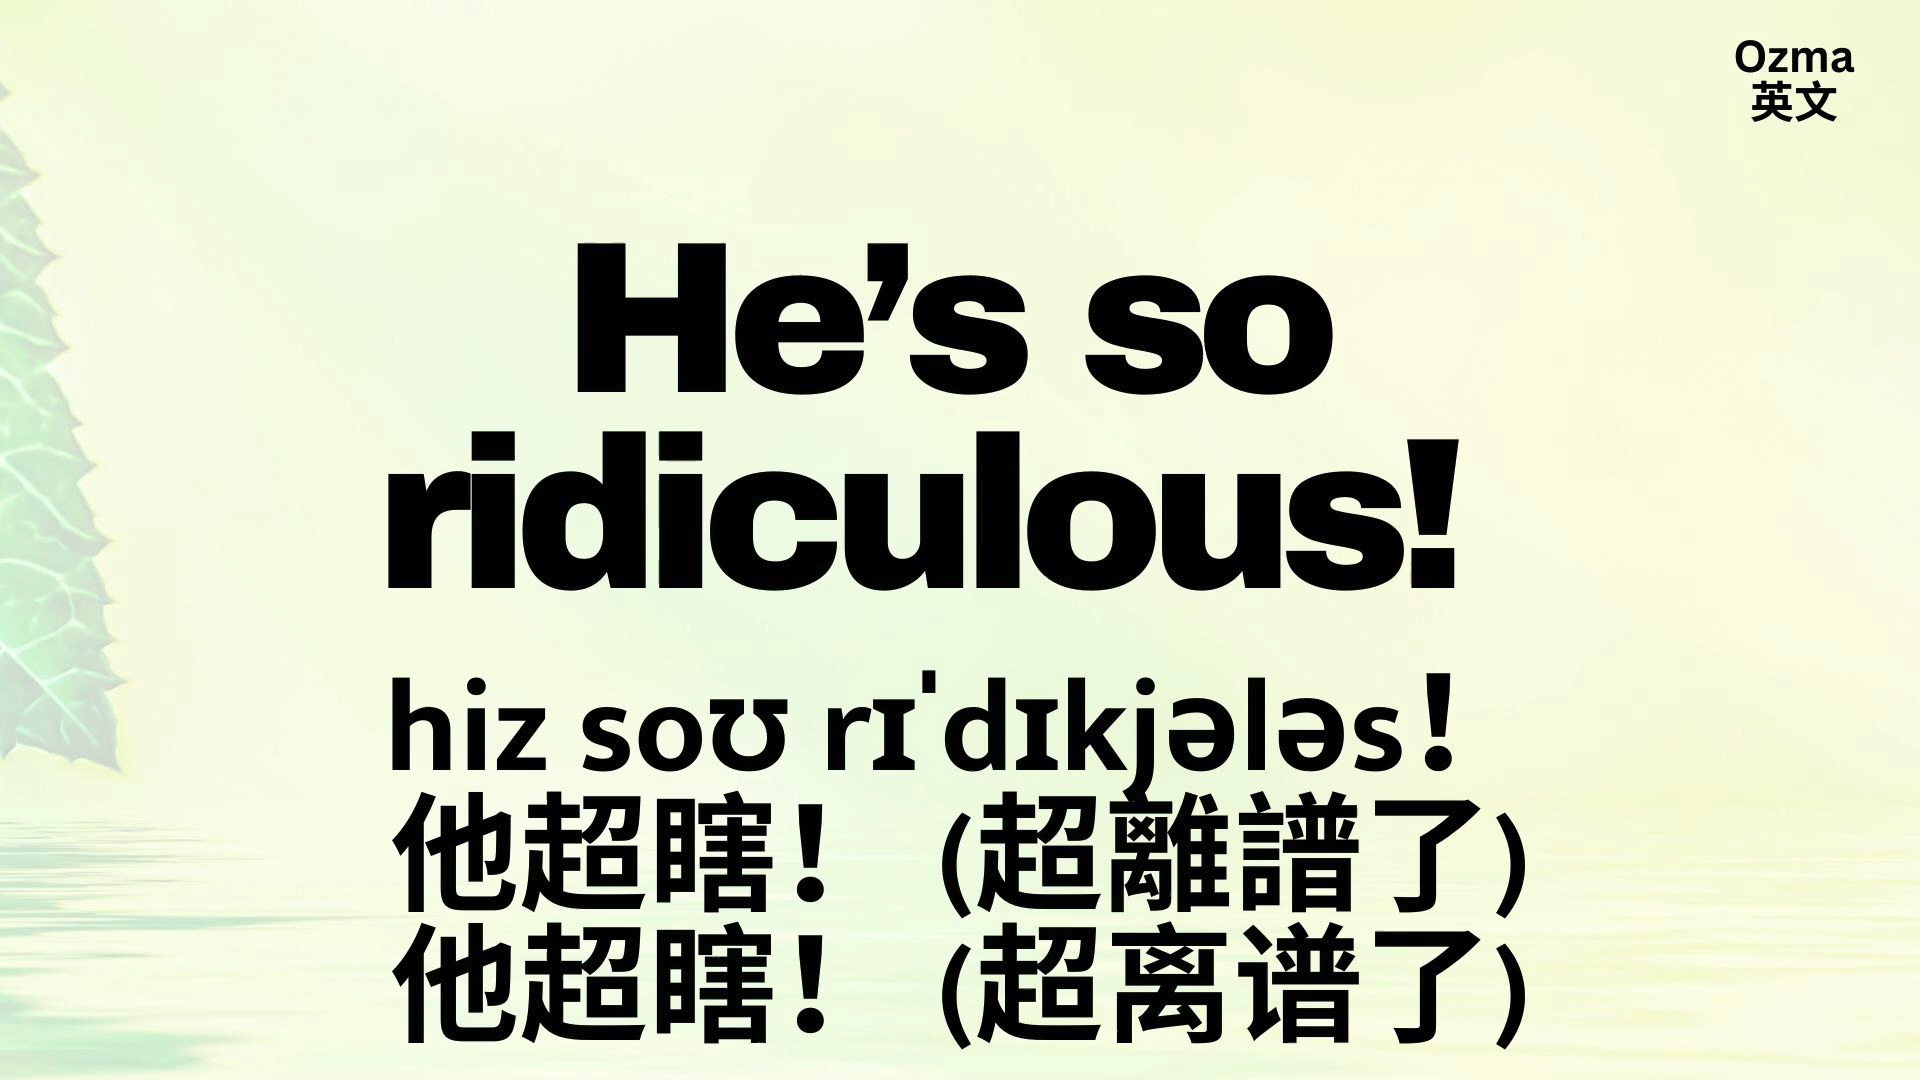 Ozma
英文
He’s so
ridiculous!
hiz soʊ rɪˈdɪkjələs！
他超瞎！ (超離譜了)
他超瞎！ (超离谱了)